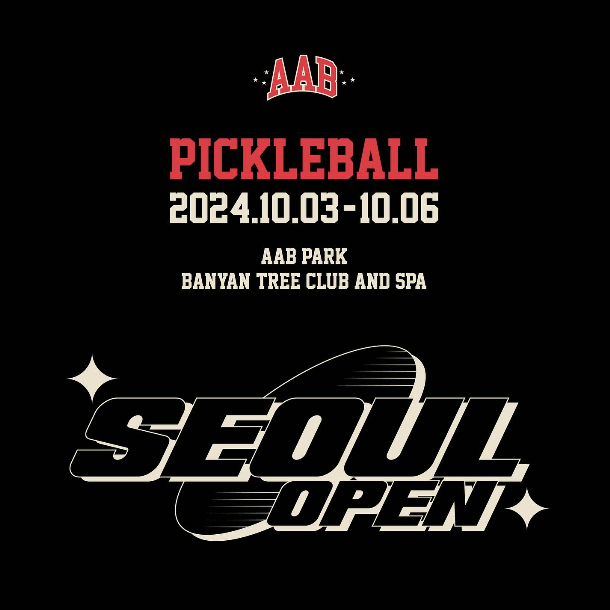 AAB
PICKLEBALL
2024.10.03-10.06
AAB PARK
BANYAN TREE CLUB AND SPA
SEOUL
OPEN